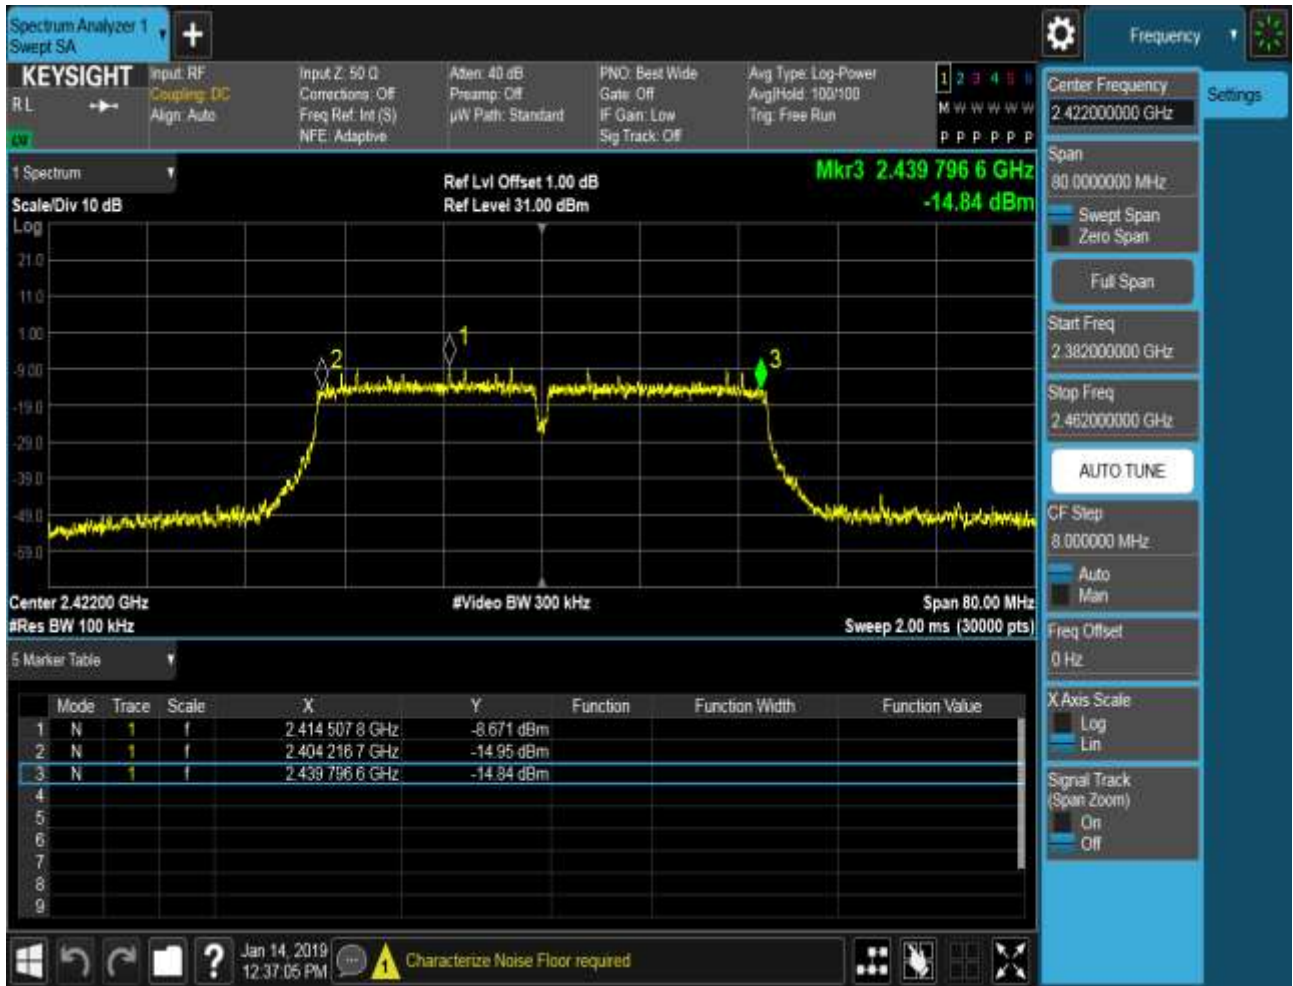 Spectrum Analyzer 1
Swept SA
Frequency
KEYSIGHT
RL
Input: RF
Coupling: DC
Align: Auto
Input Z: 50 Ω
Corrections: Off
Freq Ref: Int (S)
NFE: Adaptive
Atten: 40 dB
Preamp: Off
µW Path: Standard
PNO: Best Wide
Gate: Off
IF Gain: Low
Sig Track: Off
Avg Type: Log-Power
Avg|Hold: 100/100
Trig: Free Run
1 2 3 4 5 6
M W W W W W
P P P P P P
1 Spectrum
Scale/Div 10 dB
Ref Lvl Offset 1.00 dB
Ref Level 31.00 dBm
Mkr3 2.439 796 6 GHz
-14.84 dBm
Log
21.0
11.0
1.00
-9.00
-19.0
-29.0
-39.0
-49.0
-59.0
1
2
3
Center 2.42200 GHz
#Res BW 100 kHz
#Video BW 300 kHz
Span 80.00 MHz
Sweep 2.00 ms (30000 pts)
5 Marker Table
Mode Trace Scale X Y Function Function Width Function Value
1 N 1 f 2.414 507 8 GHz -8.671 dBm
2 N 1 f 2.404 216 7 GHz -14.95 dBm
3 N 1 f 2.439 796 6 GHz -14.84 dBm
4
5
6
7
8
9
Center Frequency
2.422000000 GHz
Settings
Span
80.0000000 MHz
Swept Span
Zero Span
Full Span
Start Freq
2.382000000 GHz
Stop Freq
2.462000000 GHz
AUTO TUNE
CF Step
8.000000 MHz
Auto
Man
Freq Offset
0 Hz
X Axis Scale
Log
Lin
Signal Track
(Span Zoom)
On
Off
?
Jan 14, 2019
12:37:05 PM
1
Characterize Noise Floor required